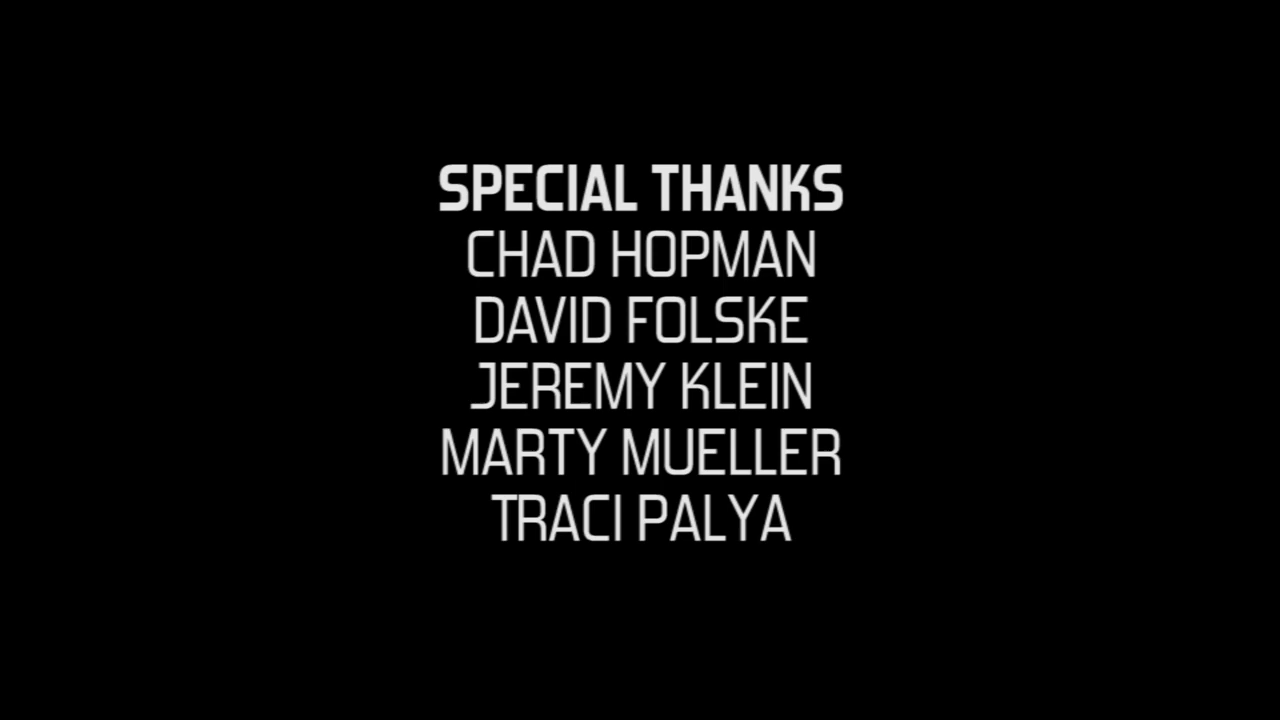 SPECIAL THANKS
CHAD HOPMAN
DAVID FOLSKE
JEREMY KLEIN
MARTY MUELLER
TRACI PALYA